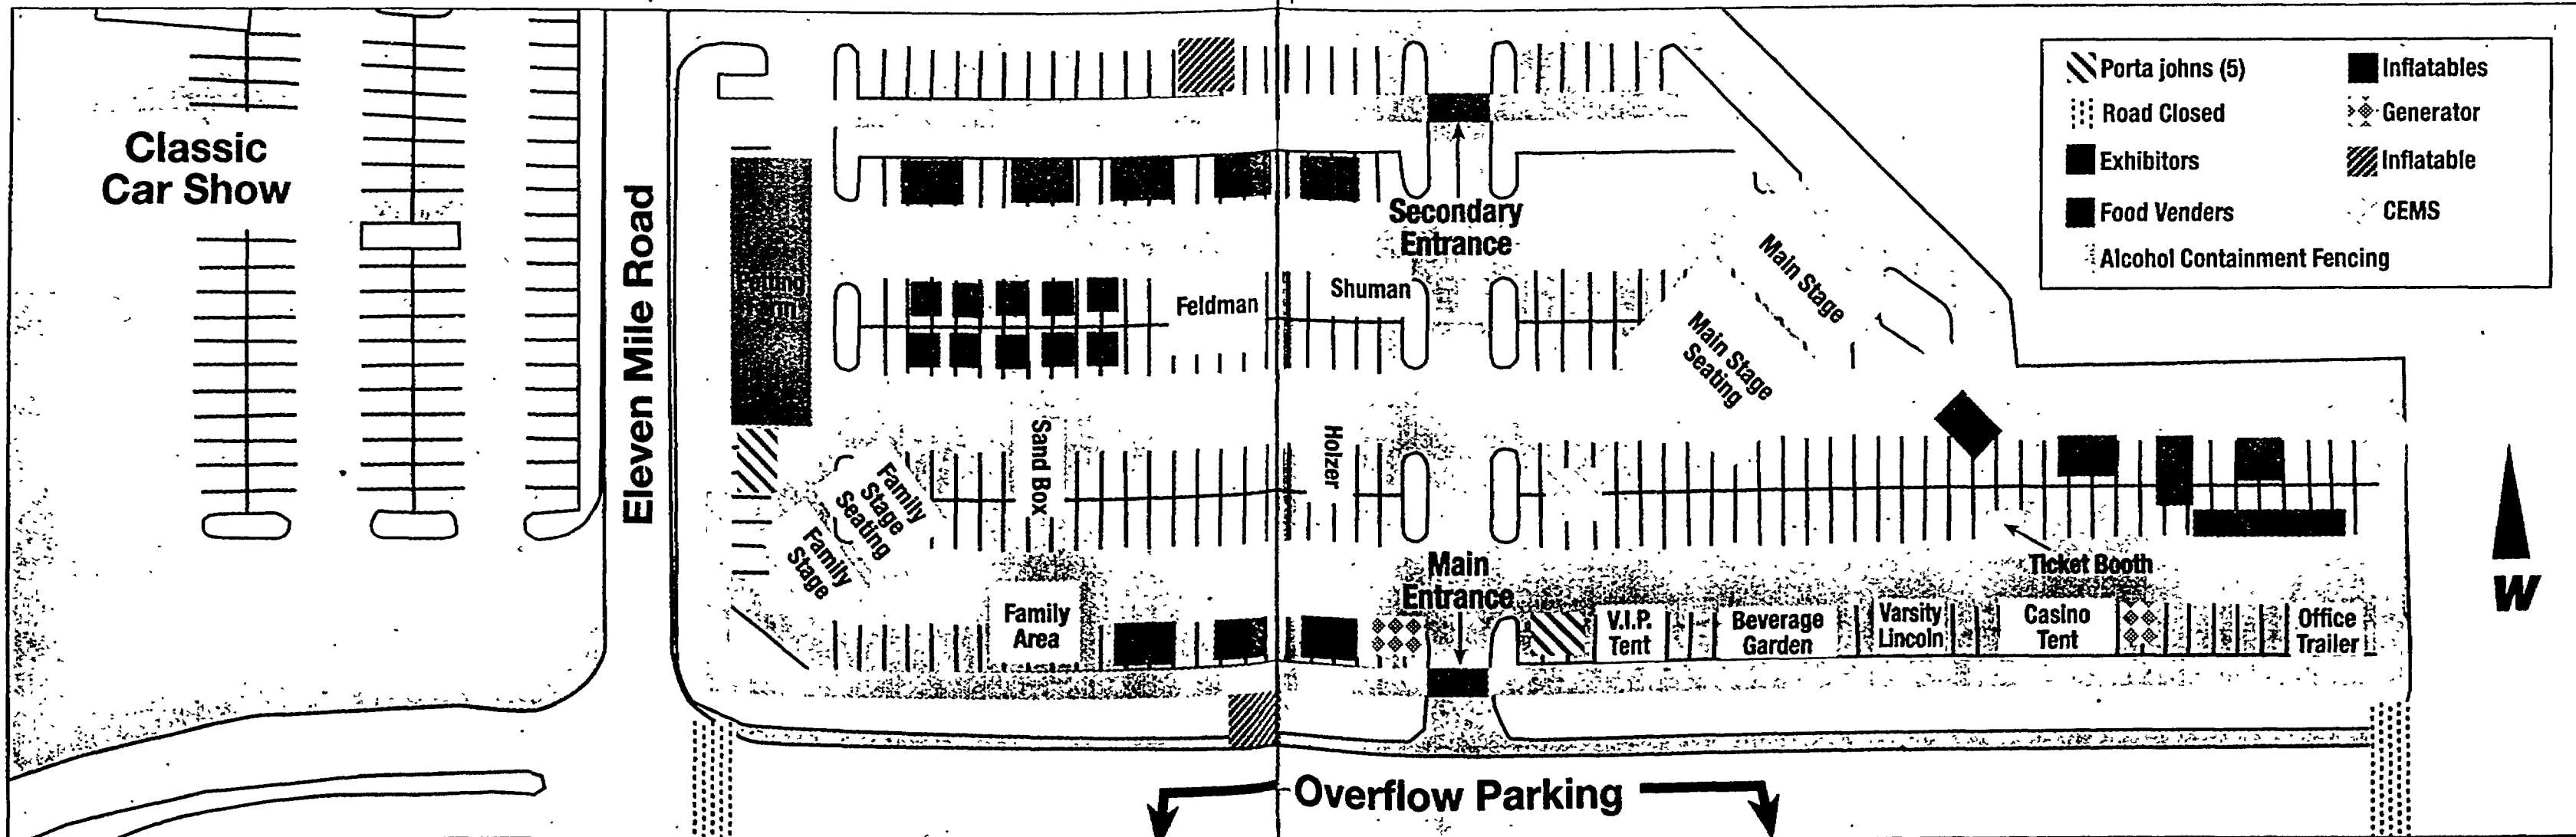 Classic
Car Show
Eleven Mile Road
Petting
Farm
Secondary
Entrance
Feldman
Shuman
Main Stage
Main Stage
Seating
Sand Box
Holzer
Family
Stage
Seating
Family
Stage
Family
Area
Main
Entrance
V.I.P.
Tent
Beverage
Garden
Varsity
Lincoln
Casino
Tent
Ticket Booth
Office
Trailer
Overflow Parking
Porta johns (5)
Road Closed
Exhibitors
Food Venders
Alcohol Containment Fencing
Inflatables
Generator
Inflatable
CEMS
W